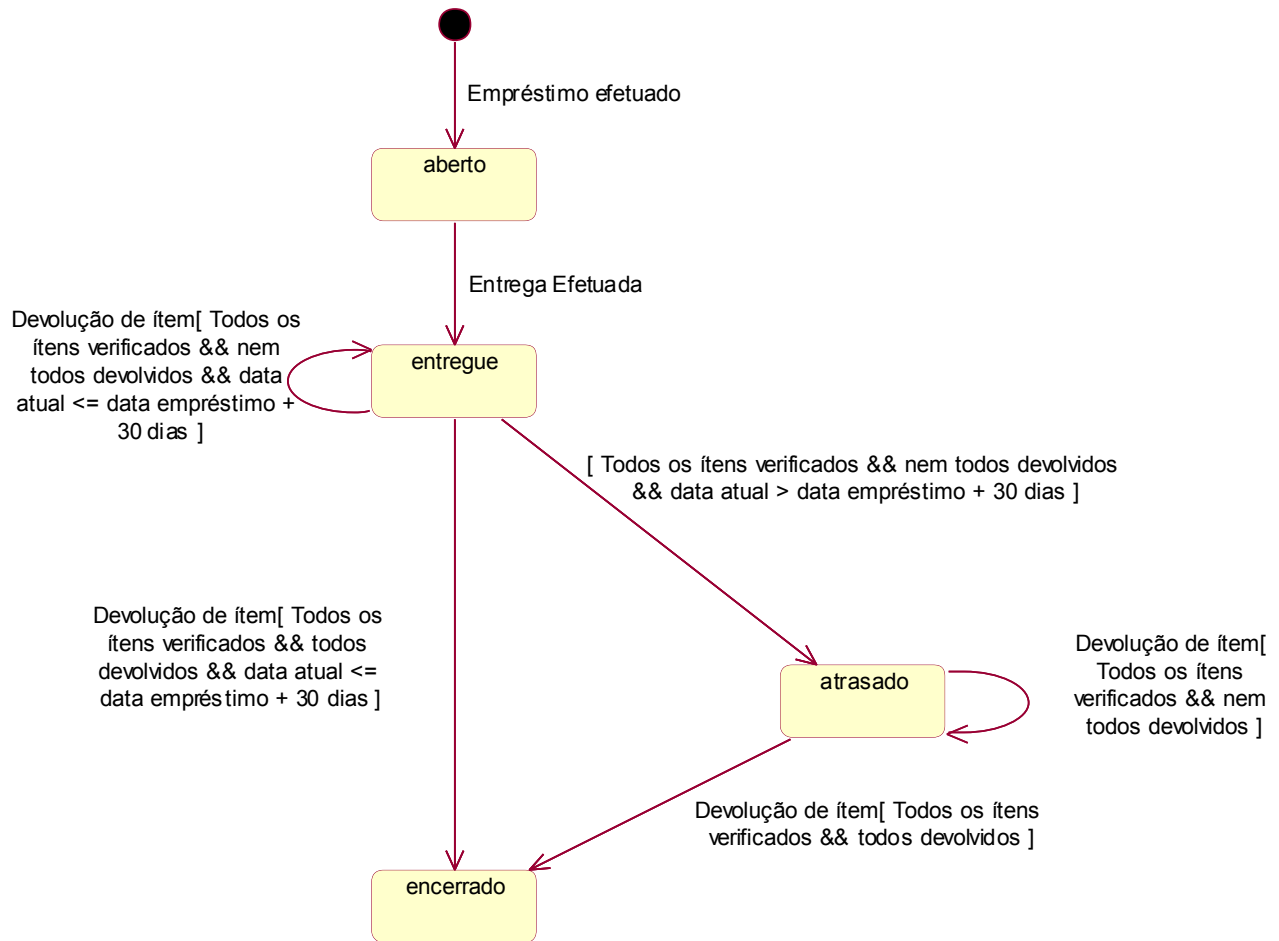 Empréstimo efetuado
aberto
Entrega Efetuada
Devolução de ítem[ Todos os
ítens verificados && nem
todos devolvidos && data
atual <= data empréstimo +
30 dias ]
entregue
[ Todos os ítens verificados && nem todos devolvidos
&& data atual > data empréstimo + 30 dias ]
Devolução de ítem[ Todos os
ítens verificados && todos
devolvidos && data atual <=
data empréstimo + 30 dias ]
atrasado
Devolução de ítem[
Todos os ítens
verificados && nem
todos devolvidos ]
Devolução de ítem[ Todos os ítens
verificados && todos devolvidos ]
encerrado